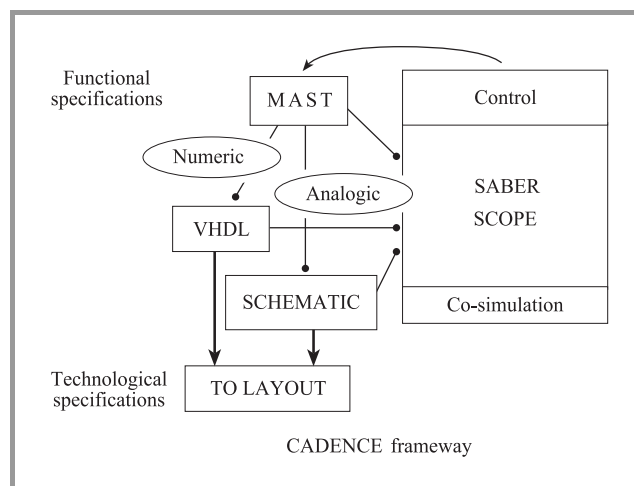 Functional
specifications
MAST
Control
Numeric
Analogic
SABER
SCOPE
VHDL
SCHEMATIC
Co-simulation
Technological
specifications
TO LAYOUT
CADENCE frameway